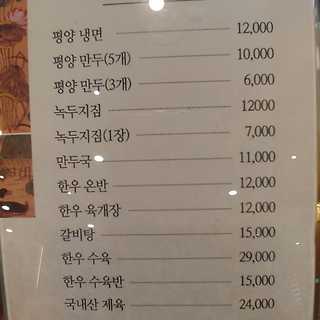 평양 냉면 12,000
평양 만두(5개) 10,000
평양 만두(3개) 6,000
녹두지짐 12000
녹두지짐(1장) 7,000
만두국 11,000
한우 온반 12,000
한우 육개장 12,000
갈비탕 15,000
한우 수육 29,000
한우 수육반 15,000
국내산 제육 24,000